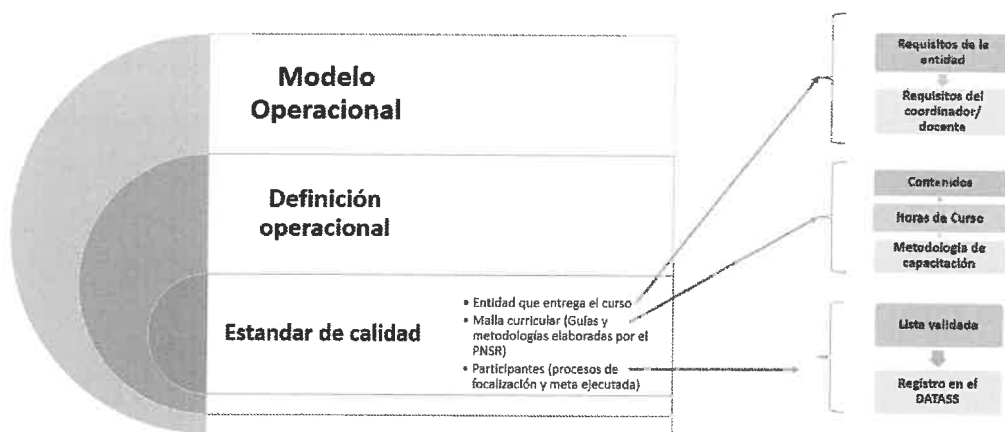 Modelo
Operacional
Definición
operacional
Estandar de calidad
• Entidad que entrega el curso
• Malla curricular (Guías y
metodologías elaboradas por el
PNSR)
• Participantes (procesos de
focalización y meta ejecutada)
Requisitos de la
entidad
Requisitos del
coordinador/
docente
Contenidos
Horas de Curso
Metodología de
capacitación
Lista validada
Registro en el
DATASS